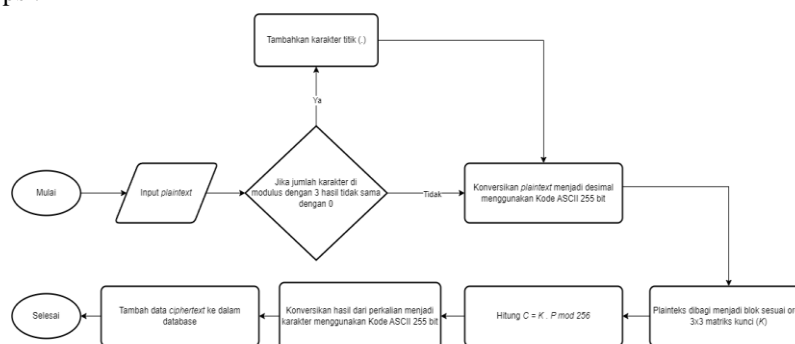 Tambahkan karakter titik (.)
Ya
Mulai
Input plaintext
Jika jumlah karakter di
modulus dengan 3 hasil tidak sama
dengan 0
Tidak
Konversikan plaintext menjadi desimal
menggunakan Kode ASCII 255 bit
Plainteks dibagi menjadi blok sesuai
3x3 matriks kunci (K)
Hitung C = K . P mod 256
Konversikan hasil dari perkalian menjadi
karakter menggunakan Kode ASCII 255 bit
Tambah data ciphertext ke dalam
database
Selesai